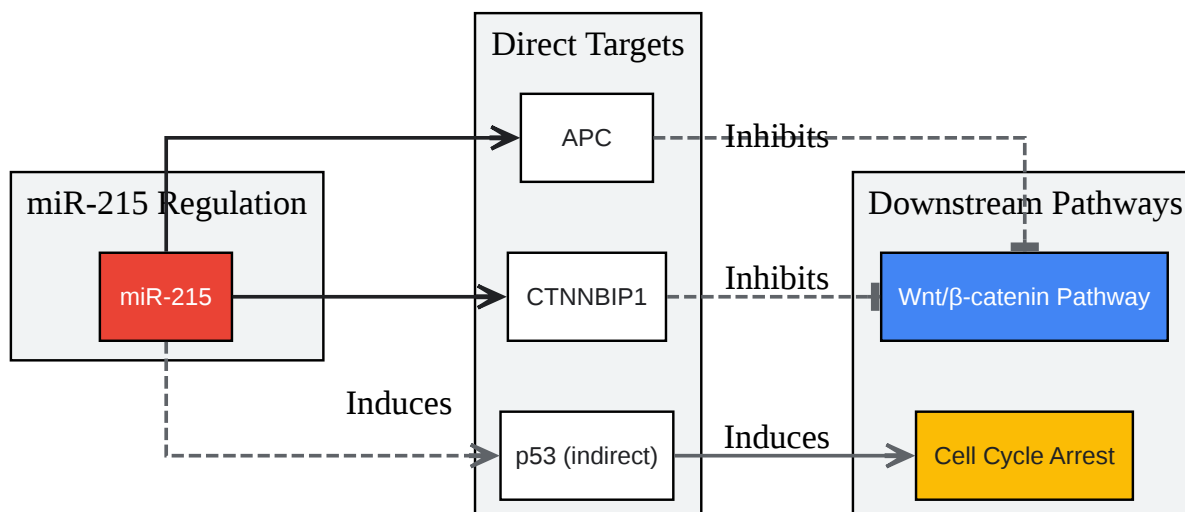 Direct Targets
APC
Inhibits
miR-215 Regulation
Downstream Pathways
miR-215
CTNNBIP1
Inhibits
Wnt/β-catenin Pathway
Induces
p53 (indirect)
Induces
Cell Cycle Arrest